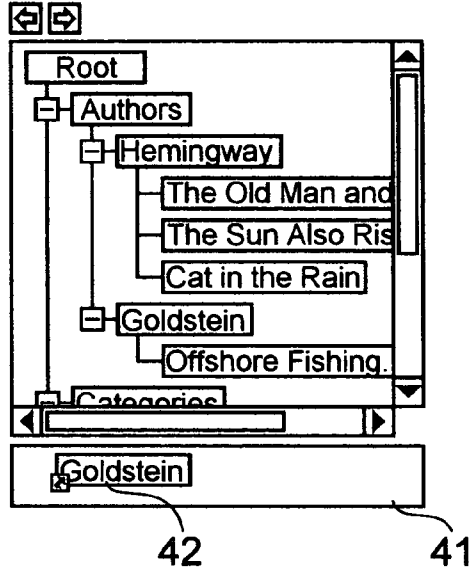 Root
Authors
Hemingway
The Old Man and
The Sun Also Ris
Cat in the Rain
Goldstein
Offshore Fishing.
Categories
Goldstein
42 41